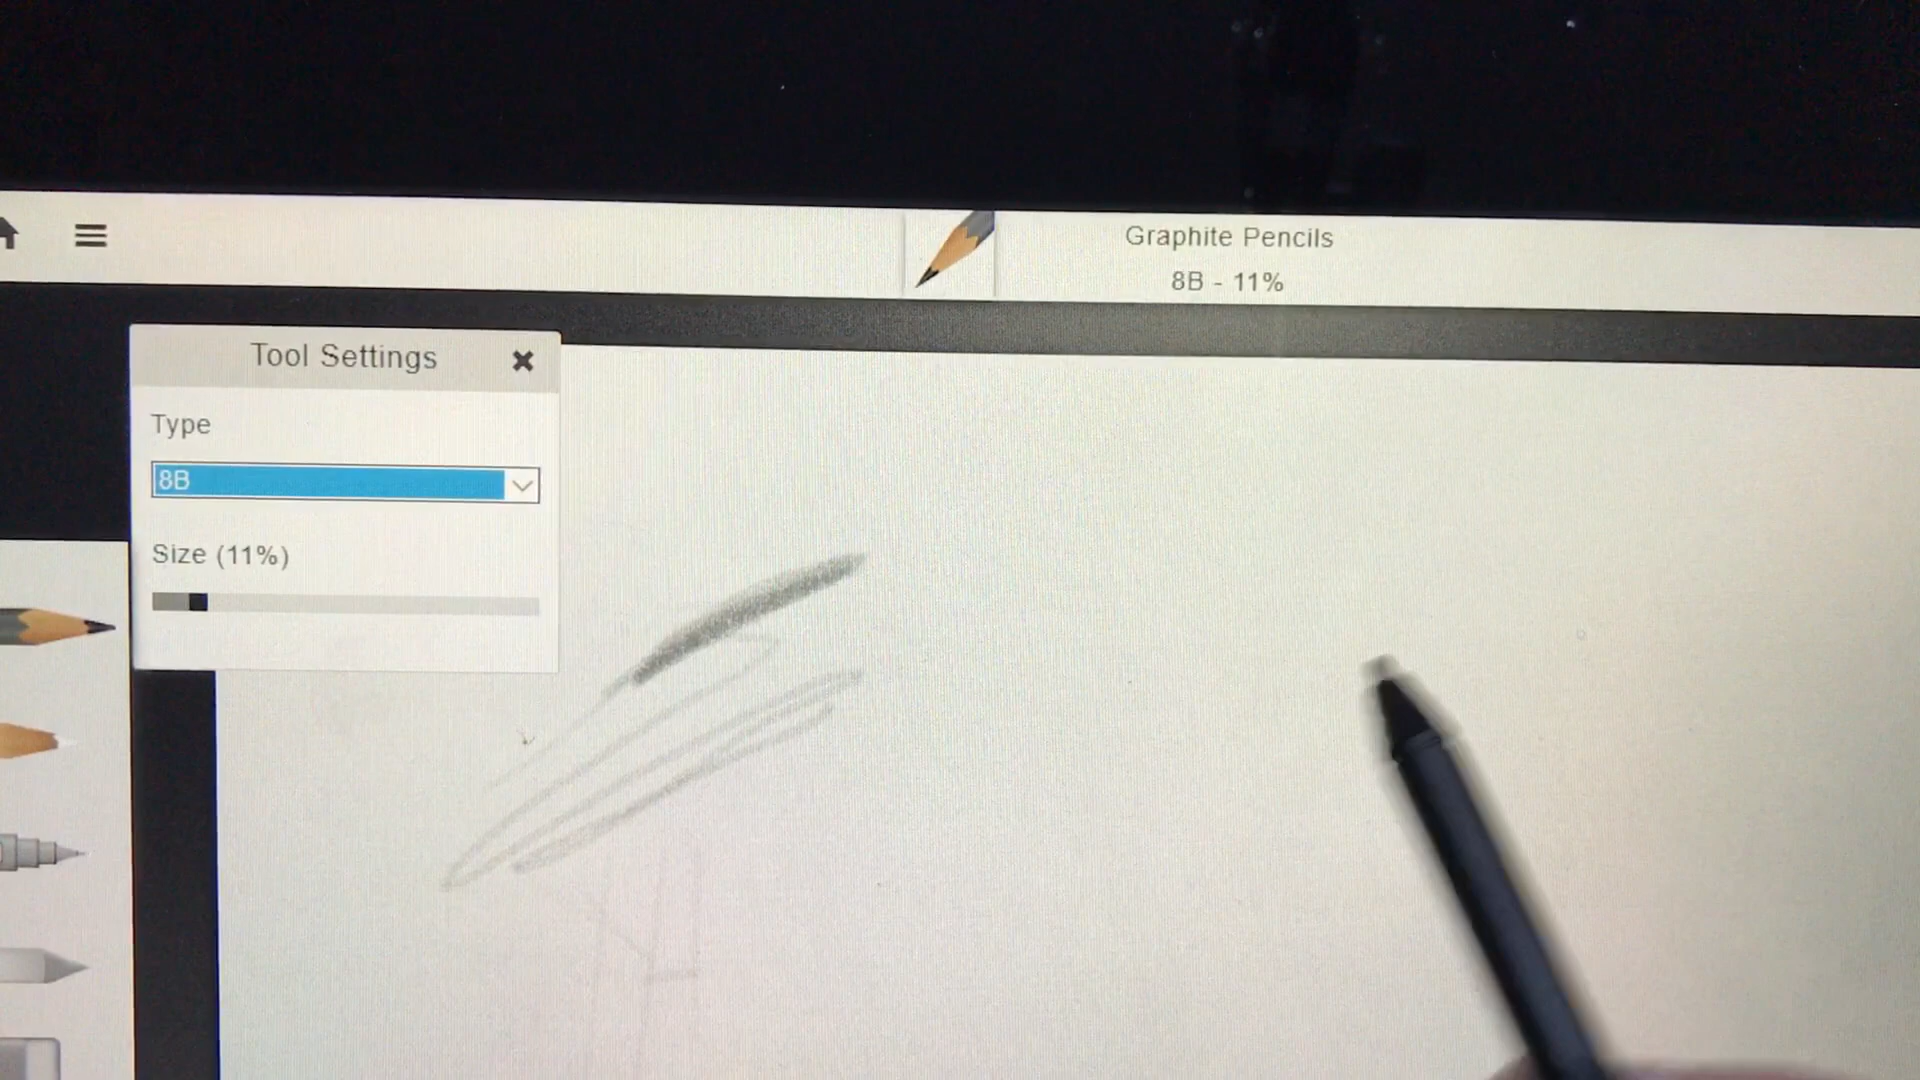 Graphite Pencils
8B - 11%
Tool Settings
Type
8B
Size (11%)